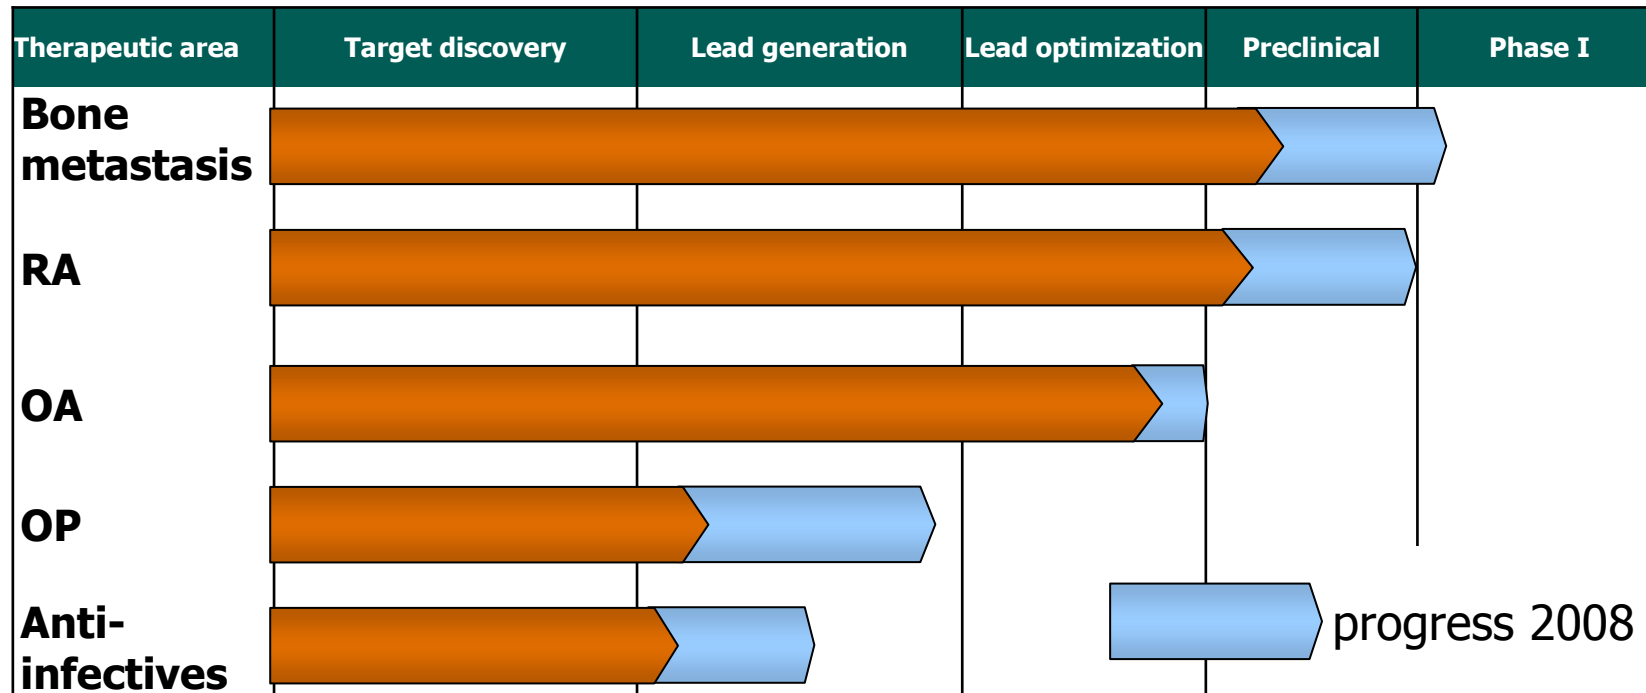 Therapeutic area Target discovery Lead generation Lead optimization Preclinical Phase I
Bone
metastasis
RA
OA
OP
Anti-
infectives
progress 2008